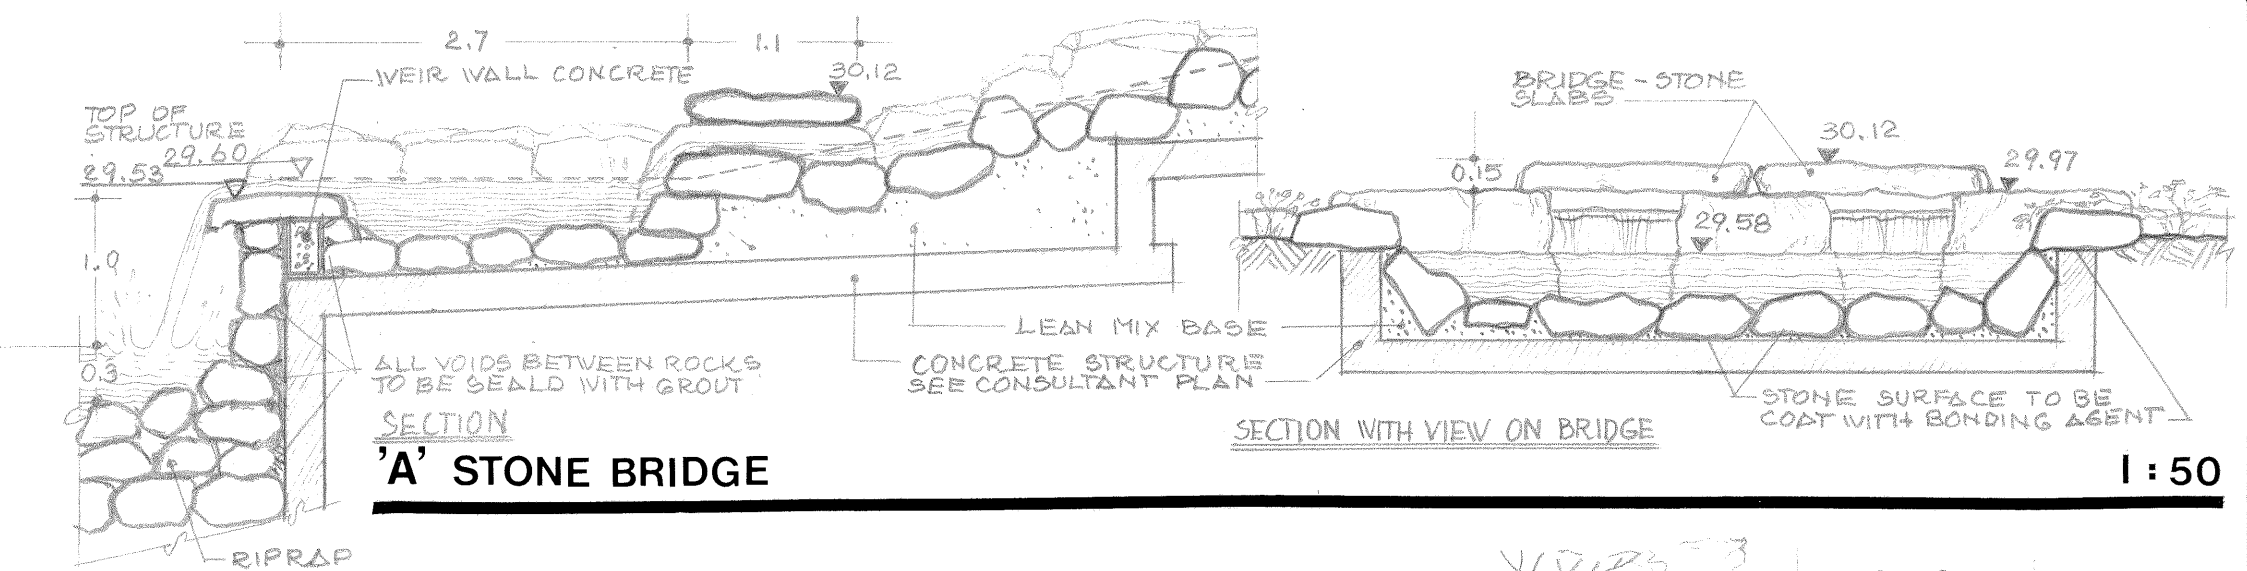 2.7
1.1
WEIR WALL CONCRETE
30.12
TOP OF
STRUCTURE
29.60
29.53
1.9
0.3
ALL VOIDS BETWEEN ROCKS
TO BE SEALD WITH GROUT
LEAN MIX BASE
CONCRETE STRUCTURE
SEE CONSULTANT PLAN
SECTION
'A' STONE BRIDGE
RIPRAP
BRIDGE - STONE
SLABS
30.12
29.97
0.15
29.58
STONE SURFACE TO BE
COAT WITH BONDING AGENT
SECTION WITH VIEW ON BRIDGE
1:50